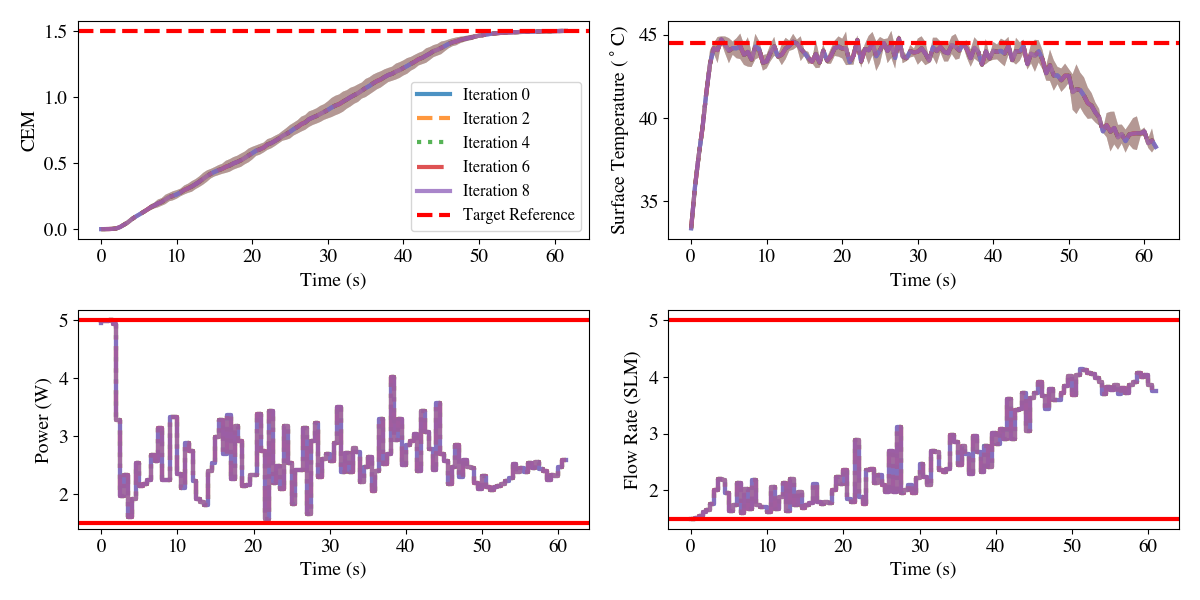 CEM
1.5
1.0
0.5
0.0
0 10 20 30 40 50 60
Time (s)
Iteration 0
Iteration 2
Iteration 4
Iteration 6
Iteration 8
Target Reference
Surface Temperature (°C)
45
40
35
0 10 20 30 40 50 60
Time (s)
Power (W)
5
4
3
2
0 10 20 30 40 50 60
Time (s)
Flow Rate (SLM)
5
4
3
2
0 10 20 30 40 50 60
Time (s)